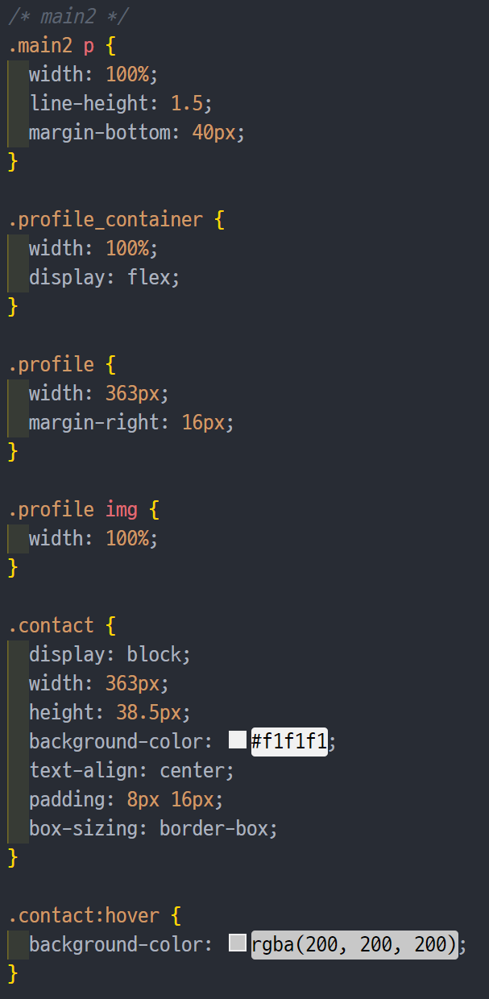 /* main2 */
.main2 p {
width: 100%;
line-height: 1.5;
margin-bottom: 40px;
}
.profile_container {
width: 100%;
display: flex;
}
.profile {
width: 363px;
margin-right: 16px;
}
.profile img {
width: 100%;
}
.contact {
display: block;
width: 363px;
height: 38.5px;
background-color: #f1f1f1;
text-align: center;
padding: 8px 16px;
box-sizing: border-box;
}
.contact:hover {
background-color: rgba(200, 200, 200);
}